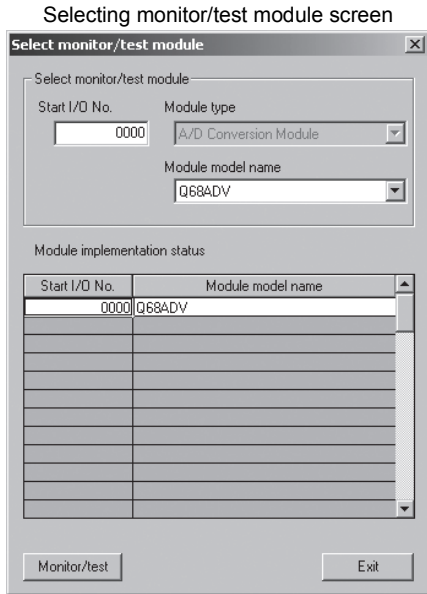 Selecting monitor/test module screen
Select monitor/test module
Select monitor/test module
Start I/O No. Module type
0000 A/D Conversion Module
Module model name
Q68ADV
Module implementation status
Start I/O No. Module model name
0000 Q68ADV
Monitor/test Exit